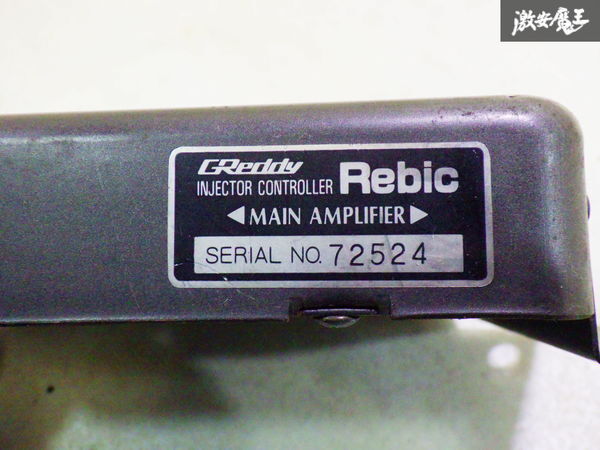 激安魔王
GReddy
INJECTOR CONTROLLER Rebic
◀MAIN AMPLIFIER▶
SERIAL NO. 72524